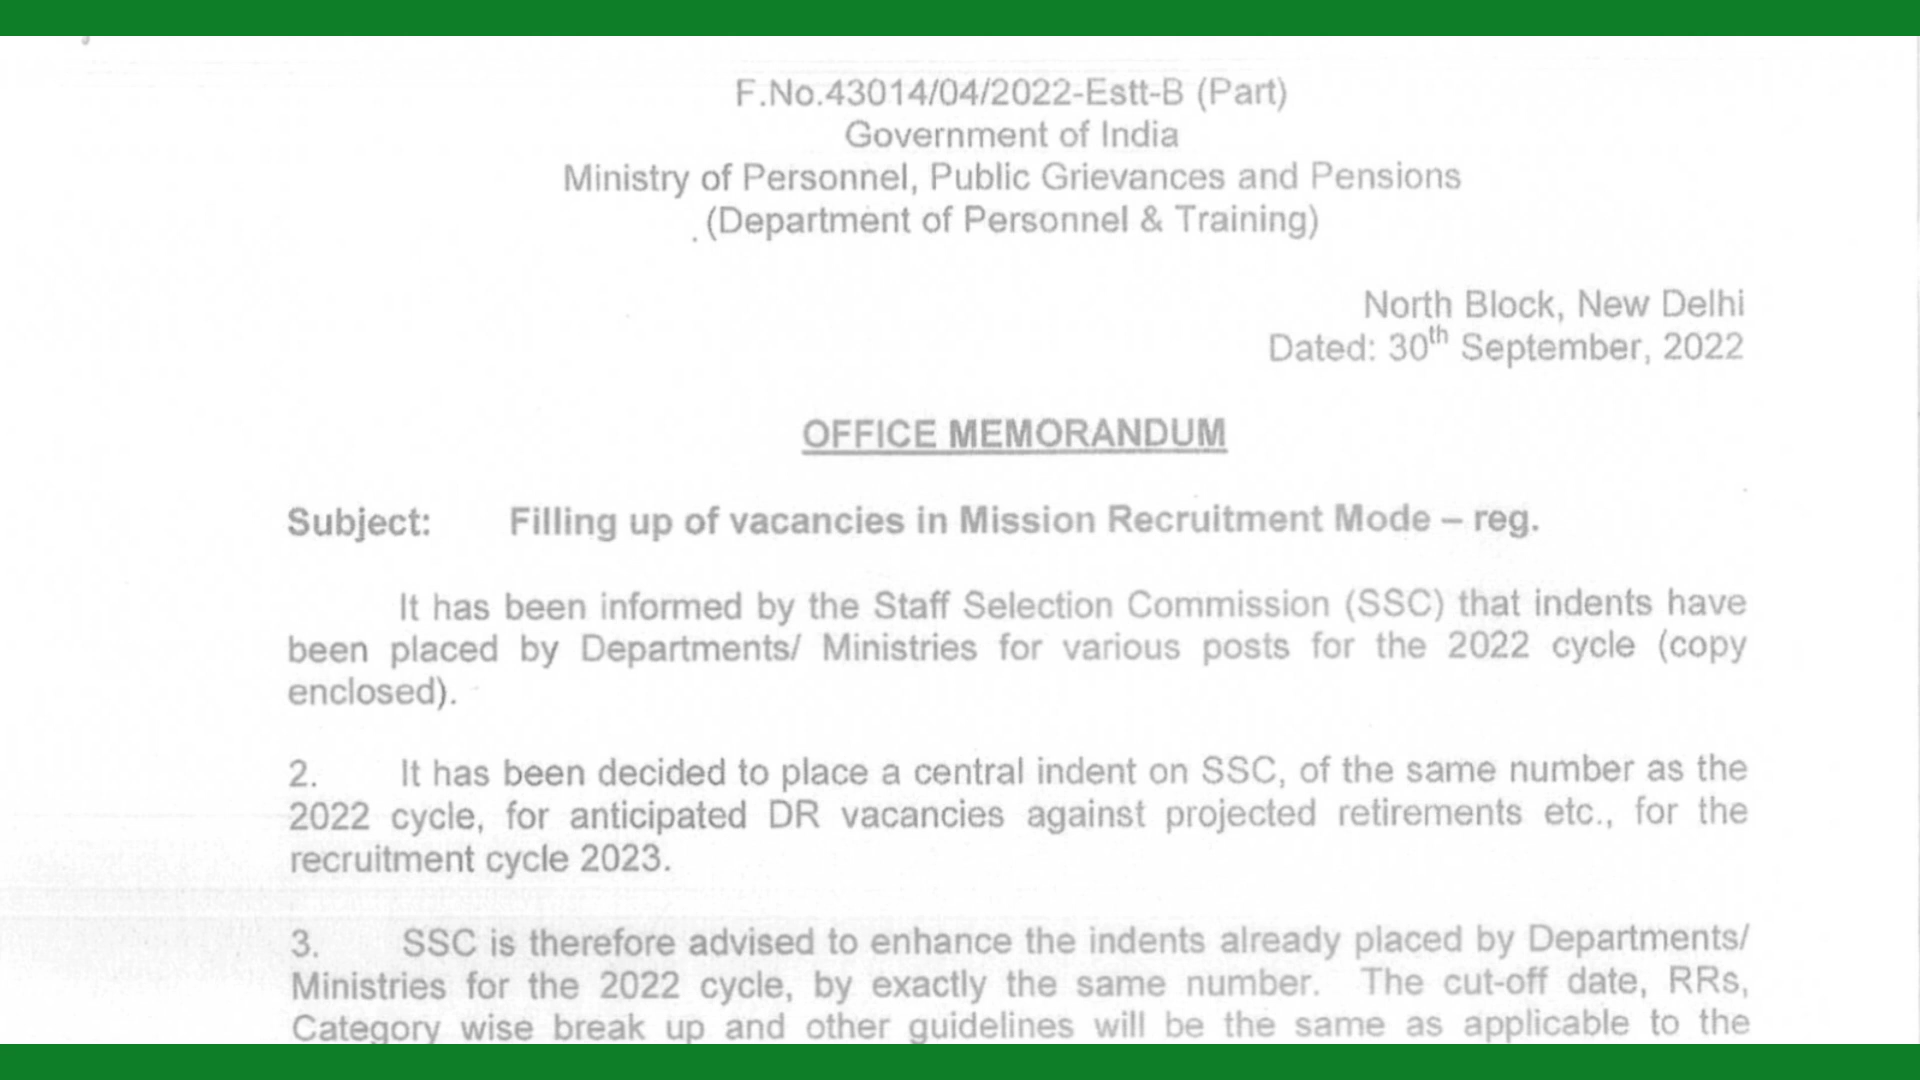 F.No.43014/04/2022-Estt-B (Part)
Government of India
Ministry of Personnel, Public Grievances and Pensions
(Department of Personnel & Training)
North Block, New Delhi
Dated: 30th September, 2022
OFFICE MEMORANDUM
Subject: Filling up of vacancies in Mission Recruitment Mode – reg.
It has been informed by the Staff Selection Commission (SSC) that indents have
been placed by Departments/ Ministries for various posts for the 2022 cycle (copy
enclosed).
2. It has been decided to place a central indent on SSC, of the same number as the
2022 cycle, for anticipated DR vacancies against projected retirements etc., for the
recruitment cycle 2023.
3. SSC is therefore advised to enhance the indents already placed by Departments/
Ministries for the 2022 cycle, by exactly the same number. The cut-off date, RRs,
Category wise break up and other guidelines will be the same as applicable to the